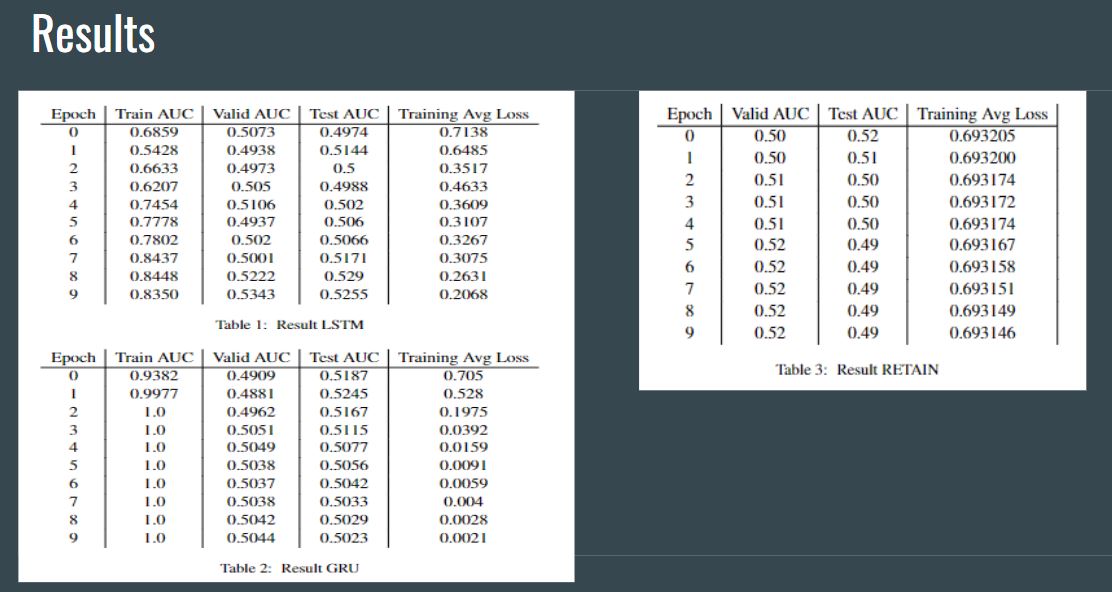 Results
Epoch Train AUC Valid AUC Test AUC Training Avg Loss
0 0.6859 0.5073 0.4974 0.7138
1 0.5428 0.4938 0.5144 0.6485
2 0.6633 0.4973 0.5 0.3517
3 0.6207 0.505 0.4988 0.4633
4 0.7454 0.5106 0.502 0.3609
5 0.7778 0.4937 0.506 0.3107
6 0.7802 0.502 0.5066 0.3267
7 0.8437 0.5001 0.5171 0.3075
8 0.8448 0.5222 0.529 0.2631
9 0.8350 0.5343 0.5255 0.2068
Table 1: Result LSTM
Epoch Train AUC Valid AUC Test AUC Training Avg Loss
0 0.9382 0.4909 0.5187 0.705
1 0.9977 0.4881 0.5245 0.528
2 1.0 0.4962 0.5167 0.1975
3 1.0 0.5051 0.5115 0.0392
4 1.0 0.5049 0.5077 0.0159
5 1.0 0.5038 0.5056 0.0091
6 1.0 0.5037 0.5042 0.0059
7 1.0 0.5038 0.5033 0.004
8 1.0 0.5042 0.5029 0.0028
9 1.0 0.5044 0.5023 0.0021
Table 2: Result GRU
Epoch Valid AUC Test AUC Training Avg Loss
0 0.50 0.52 0.693205
1 0.50 0.51 0.693200
2 0.51 0.50 0.693174
3 0.51 0.50 0.693172
4 0.51 0.50 0.693174
5 0.52 0.49 0.693167
6 0.52 0.49 0.693158
7 0.52 0.49 0.693151
8 0.52 0.49 0.693149
9 0.52 0.49 0.693146
Table 3: Result RETAIN